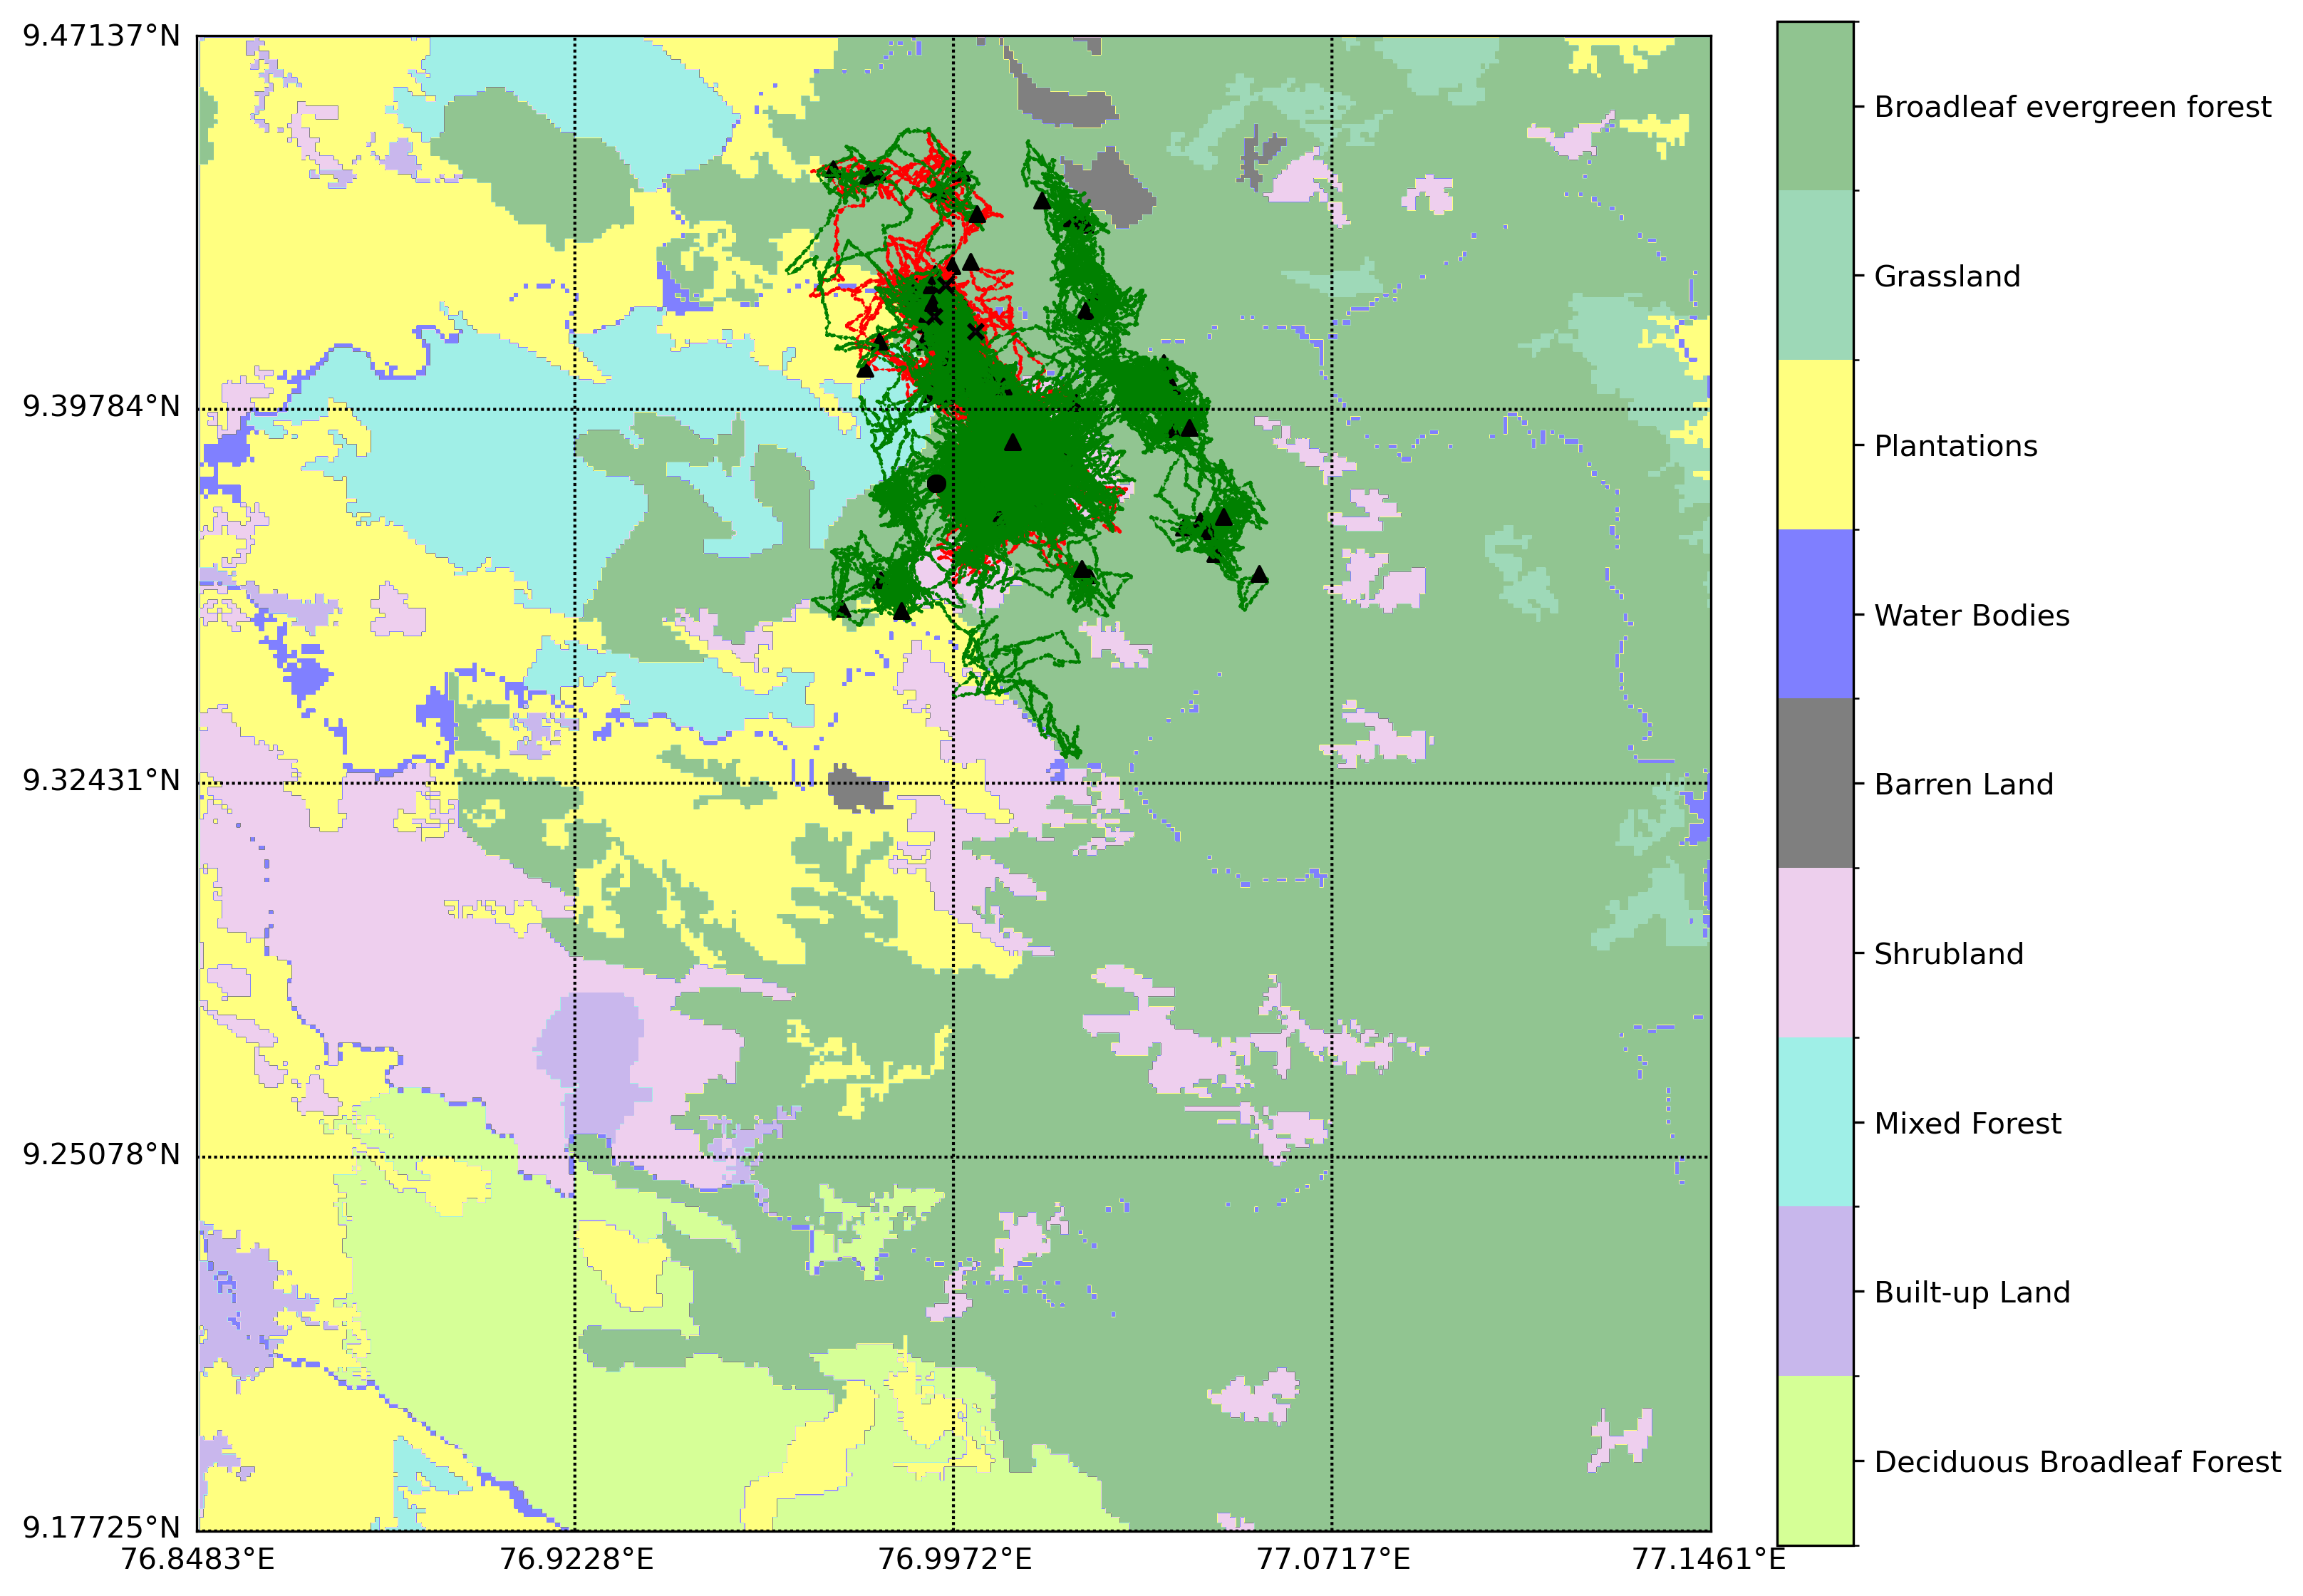 9.47137°N
9.39784°N
9.32431°N
9.25078°N
9.17725°N
76.8483°E
76.9228°E
76.9972°E
77.0717°E
77.1461°E
Broadleaf evergreen forest
Grassland
Plantations
Water Bodies
Barren Land
Shrubland
Mixed Forest
Built-up Land
Deciduous Broadleaf Forest